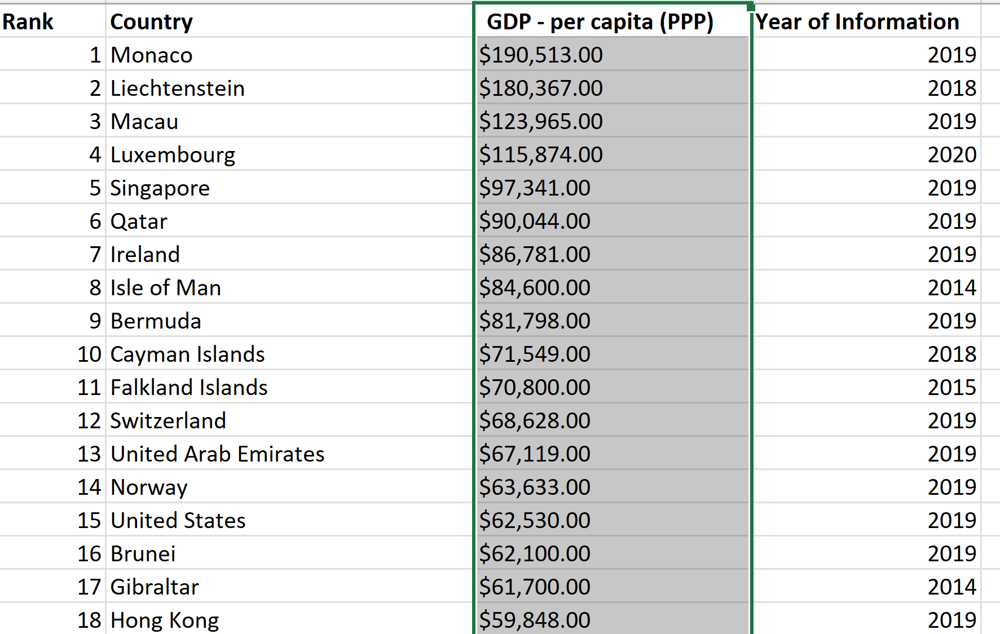 Rank Country GDP - per capita (PPP) Year of Information
1 Monaco $190,513.00 2019
2 Liechtenstein $180,367.00 2018
3 Macau $123,965.00 2019
4 Luxembourg $115,874.00 2020
5 Singapore $97,341.00 2019
6 Qatar $90,044.00 2019
7 Ireland $86,781.00 2019
8 Isle of Man $84,600.00 2014
9 Bermuda $81,798.00 2019
10 Cayman Islands $71,549.00 2018
11 Falkland Islands $70,800.00 2015
12 Switzerland $68,628.00 2019
13 United Arab Emirates $67,119.00 2019
14 Norway $63,633.00 2019
15 United States $62,530.00 2019
16 Brunei $62,100.00 2019
17 Gibraltar $61,700.00 2014
18 Hong Kong $59,848.00 2019